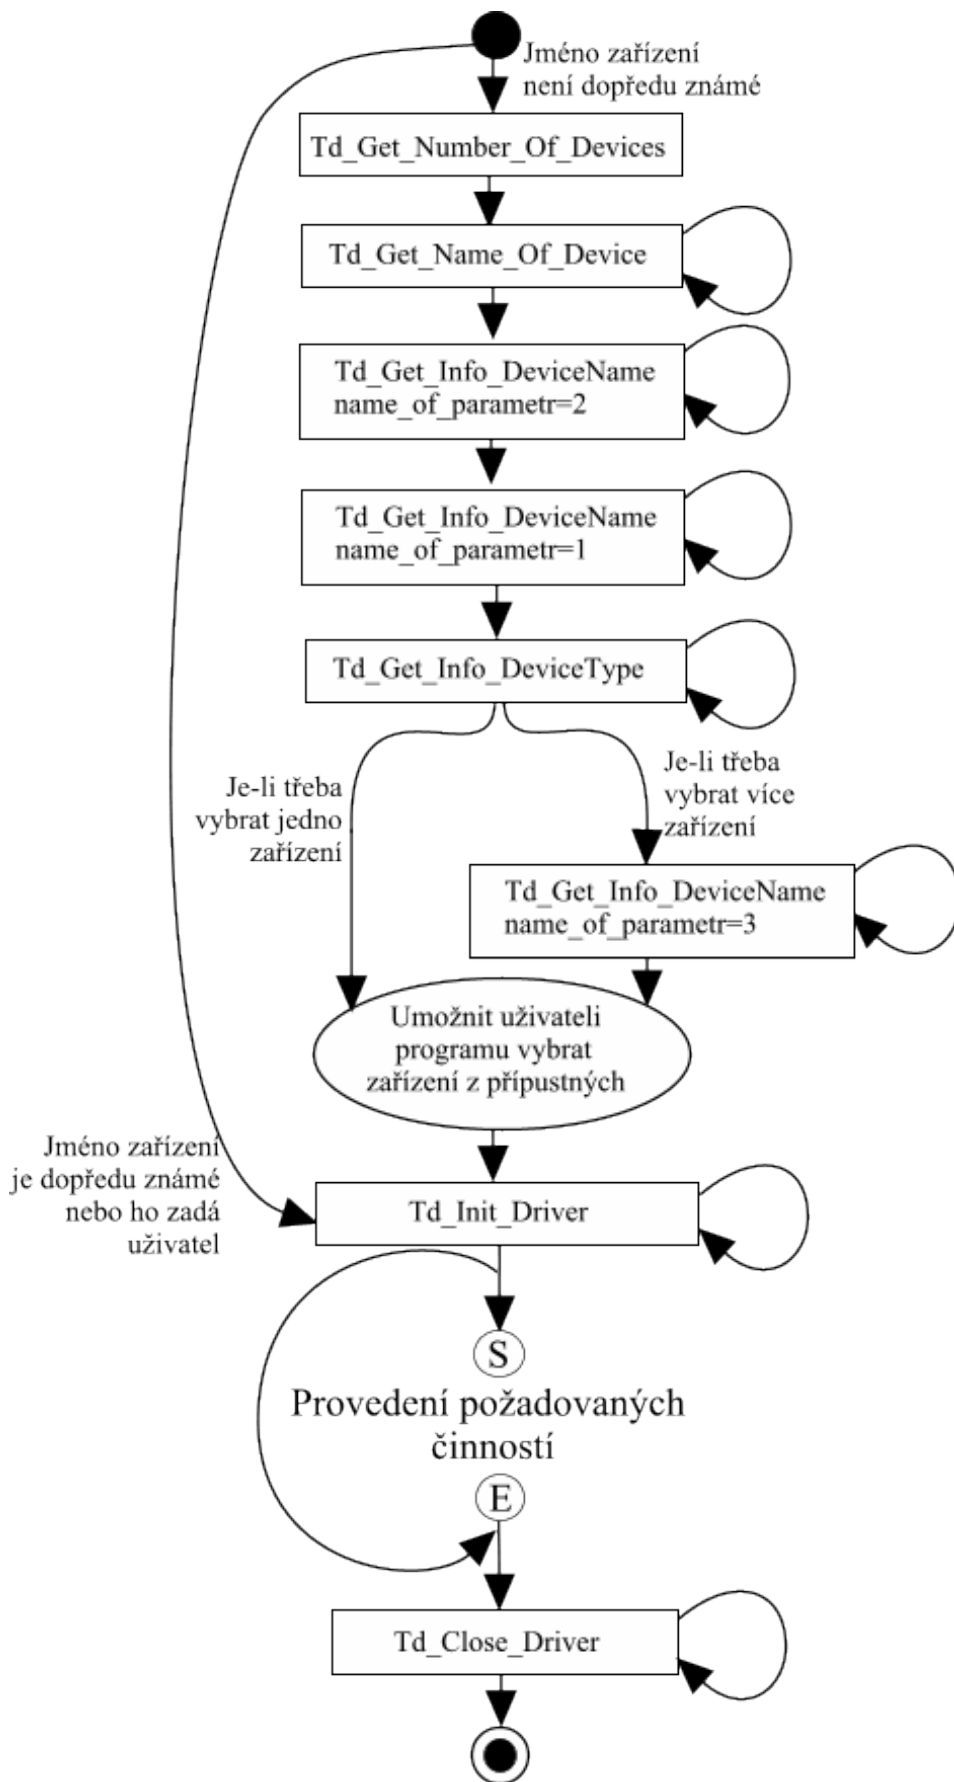 Jméno zařízení
není dopředu známé
Td_Get_Number_Of_Devices
Td_Get_Name_Of_Device
Td_Get_Info_DeviceName
name_of_parametr=2
Td_Get_Info_DeviceName
name_of_parametr=1
Td_Get_Info_DeviceType
Je-li třeba
vybrat jedno
zařízení
Je-li třeba
vybrat více
zařízení
Td_Get_Info_DeviceName
name_of_parametr=3
Umožnit uživateli
programu vybrat
zařízení z přípustných
Jméno zařízení
je dopředu známé
nebo ho zadá
uživatel
Td_Init_Driver
S
Provedení požadovaných
činností
E
Td_Close_Driver